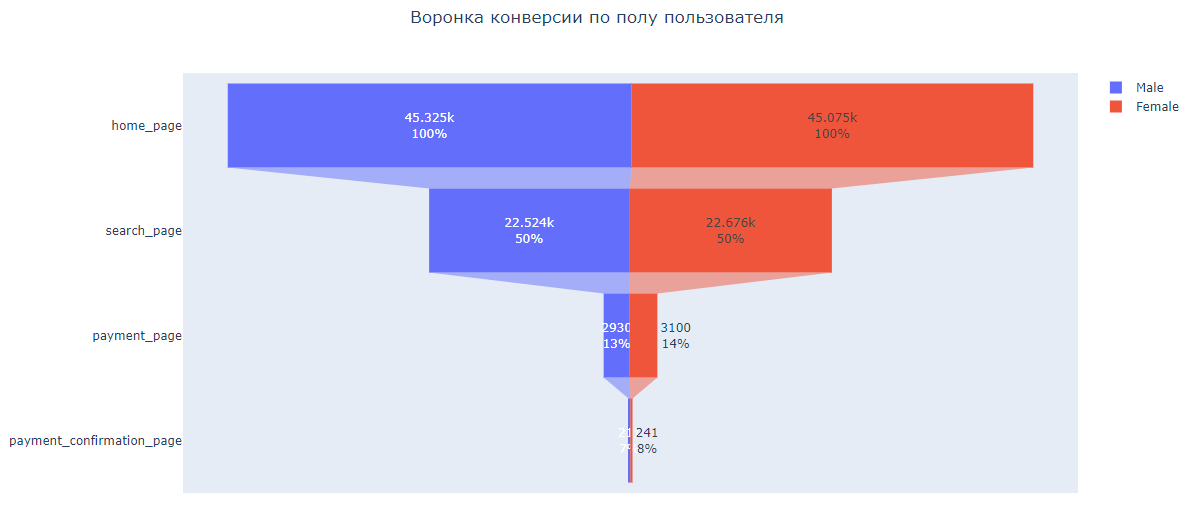 Воронка конверсии по полу пользователя
Male
Female
home_page
45.325k
100%
45.075k
100%
search_page
22.524k
50%
22.676k
50%
payment_page
2930
13%
3100
14%
payment_confirmation_page
241
8%